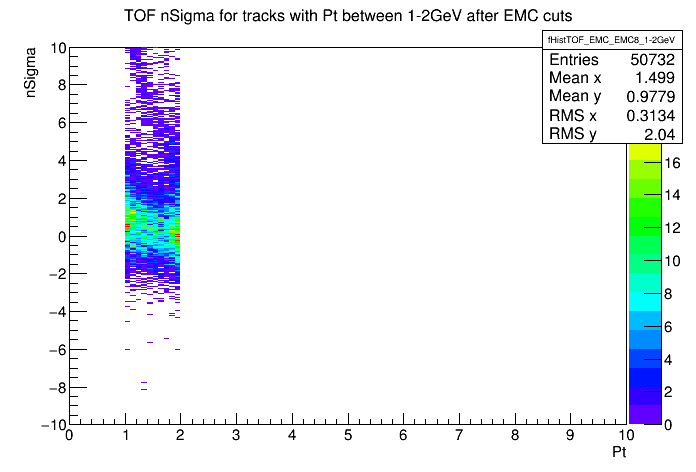 TOF nSigma for tracks with Pt between 1-2GeV after EMC cuts
fHistTOF_EMC_EMC8_1-2GeV
Entries 50732
Mean x 1.499
Mean y 0.9779
RMS x 0.3134
RMS y 2.04
nSigma
10
8
6
4
2
0
−2
−4
−6
−8
−10
0 1 2 3 4 5 6 7 8 9 10
Pt
16
14
12
10
8
6
4
2
0